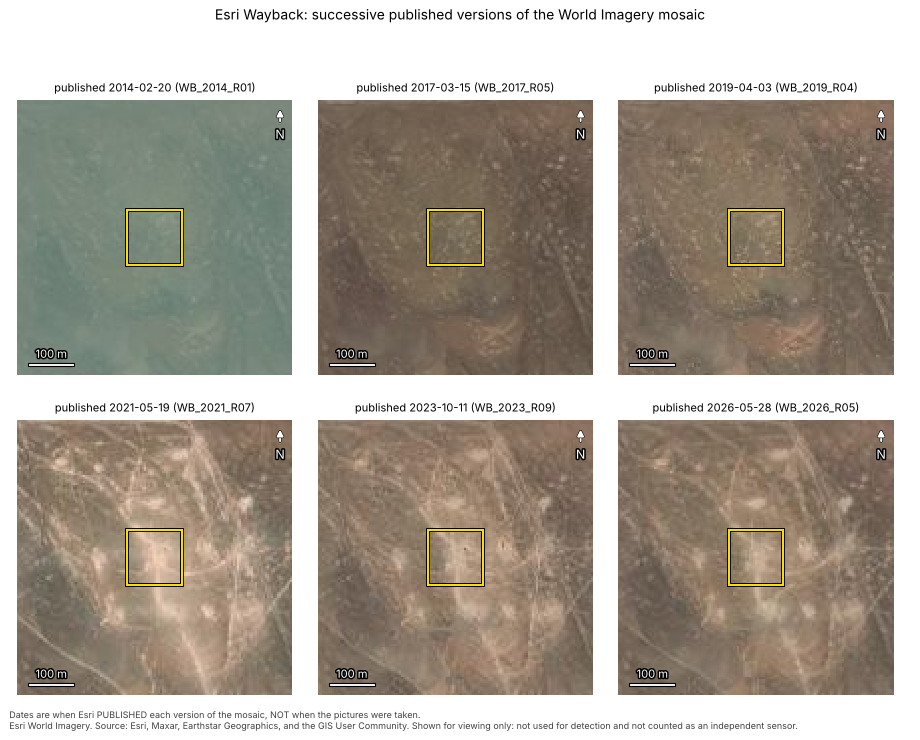 Esri Wayback: successive published versions of the World Imagery mosaic
published 2014-02-20 (WB_2014_R01)
published 2017-03-15 (WB_2017_R05)
published 2019-04-03 (WB_2019_R04)
N
N
N
100 m
100 m
100 m
published 2021-05-19 (WB_2021_R07)
published 2023-10-11 (WB_2023_R09)
published 2026-05-28 (WB_2026_R05)
N
N
N
100 m
100 m
100 m
Dates are when Esri PUBLISHED each version of the mosaic, NOT when the pictures were taken.
Esri World Imagery. Source: Esri, Maxar, Earthstar Geographics, and the GIS User Community. Shown for viewing only: not used for detection and not counted as an independent sensor.